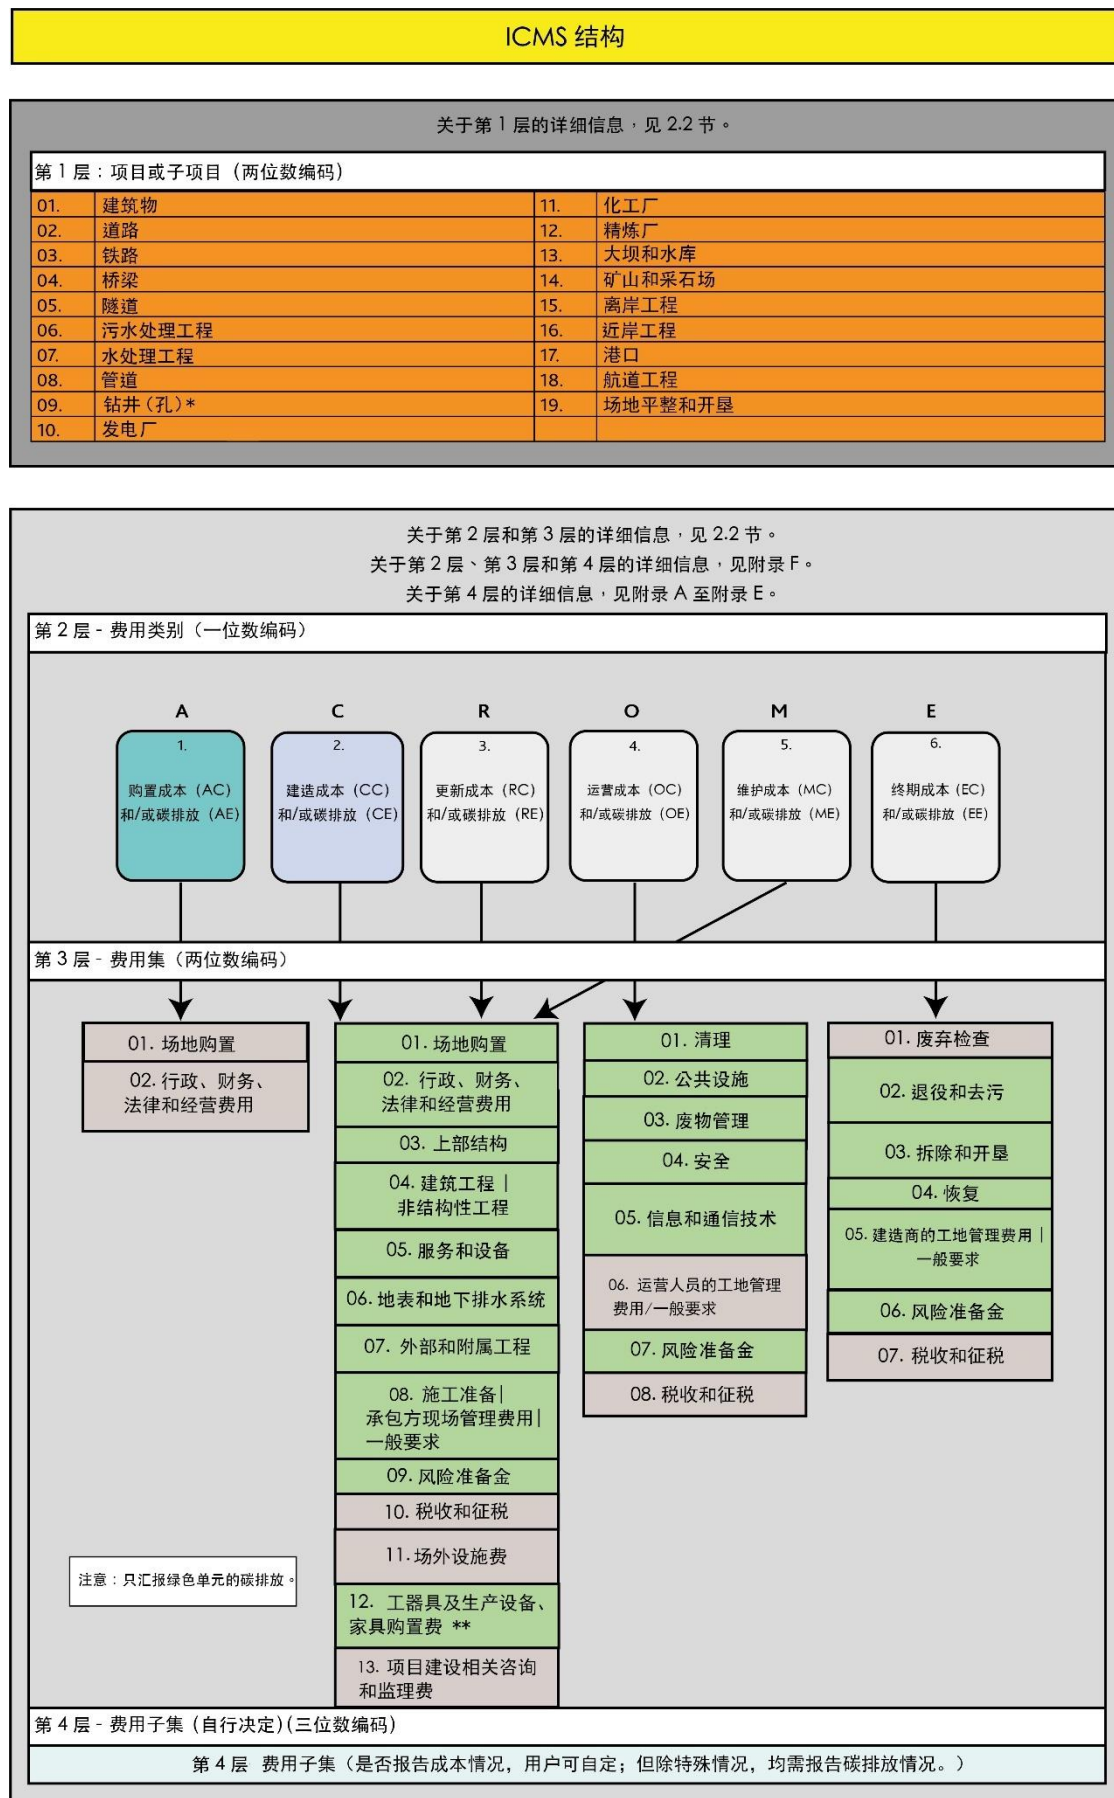 ICMS 结构
关于第 1 层的详细信息，见 2.2 节。
第 1 层：项目或子项目（两位数编码）
01. 建筑物
11. 化工厂
02. 道路
12. 精炼厂
03. 铁路
13. 大坝和水库
04. 桥梁
14. 矿山和采石场
05. 隧道
15. 离岸工程
06. 污水处理工程
16. 近岸工程
07. 水处理工程
17. 港口
08. 管道
18. 航道工程
09. 钻井（孔）*
19. 场地平整和开垦
10. 发电厂
关于第 2 层和第 3 层的详细信息，见 2.2 节。
关于第 2 层、第 3 层和第 4 层的详细信息，见附录 F。
关于第 4 层的详细信息，见附录 A 至附录 E。
第 2 层 - 费用类别（一位数编码）
A
C
R
O
M
E
1.
购置成本（AC）
和/或碳排放（AE）
2.
建造成本（CC）
和/或碳排放（CE）
3.
更新成本（RC）
和/或碳排放（RE）
4.
运营成本（OC）
和/或碳排放（OE）
5.
维护成本（MC）
和/或碳排放（ME）
6.
终期成本（EC）
和/或碳排放（EE）
第 3 层 - 费用集（两位数编码）
01. 场地购置
02. 行政、财务、
法律和经营费用
01. 场地购置
02. 行政、财务、
法律和经营费用
03. 上部结构
04. 建筑工程 |
非结构性工程
05. 服务和设备
06. 地表和地下排水系统
07. 外部和附属工程
08. 施工准备|
承包方现场管理费用|
一般要求
09. 风险准备金
10. 税收和征税
11. 场外设施费
12. 工器具及生产设备、
家具购置费 **
13. 项目建设相关咨询
和监理费
01. 清理
02. 公共设施
03. 废物管理
04. 安全
05. 信息和通信技术
06. 运营人员的工地管理
费用/一般要求
07. 风险准备金
08. 税收和征税
01. 废弃检查
02. 退役和去污
03. 拆除和开垦
04. 恢复
05. 建造商的工地管理费用 |
一般要求
06. 风险准备金
07. 税收和征税
注意：只汇报绿色单元的碳排放。
第 4 层 - 费用子集 (自行决定) (三位数编码)
第 4 层 费用子集（是否报告成本情况，用户可自定；但除特殊情况，均需报告碳排放情况。）